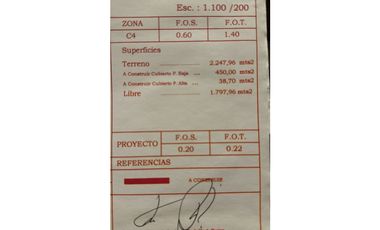 Esc. : 1.100 /200
ZONA F.O.S. F.O.T.
C4 0.60 1.40
Superficies
Terreno ............ 2.247,96 mts2
A Construir Cubierto P. Baja .... 450,00 mts2
A Construir Cubierto P. Alta 38,70 mts2
Libre ............ 1.797,96 mts2
F.O.S. F.O.T.
PROYECTO
0.20 0.22
REFERENCIAS
A CONSTRUIR